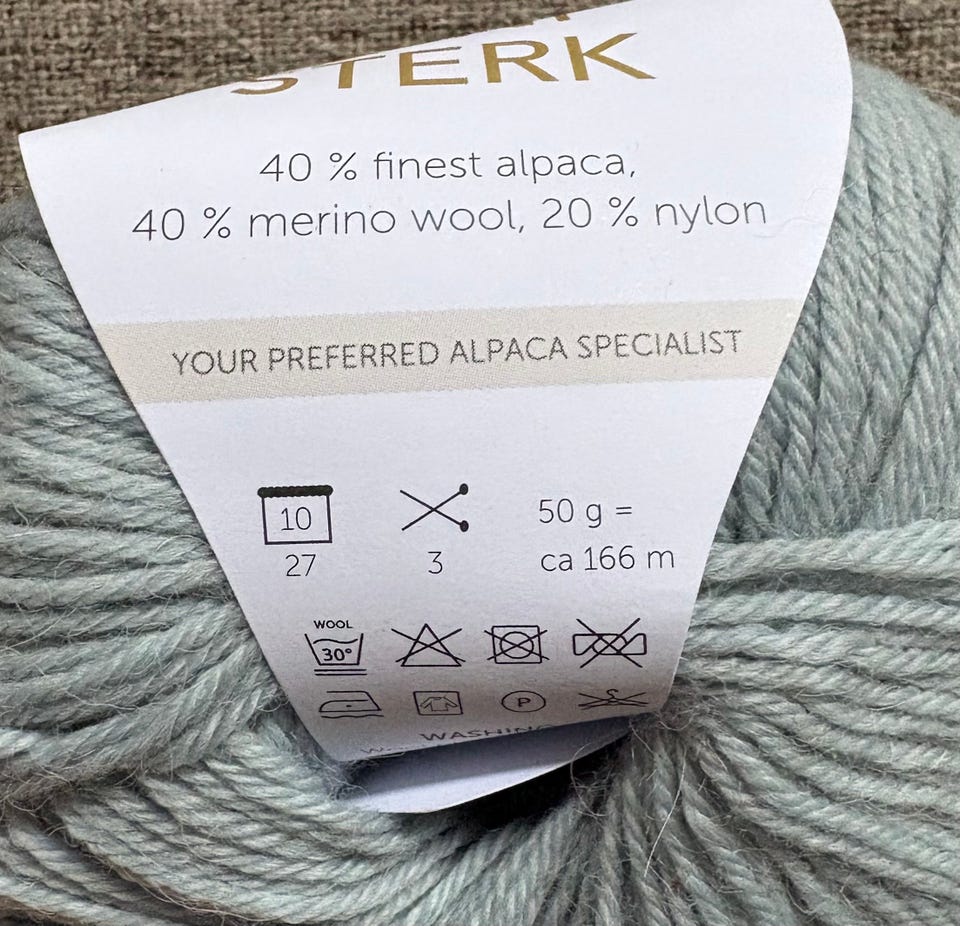 STERK
40 % finest alpaca,
40 % merino wool, 20 % nylon
YOUR PREFERRED ALPACA SPECIALIST
10
27
3
50 g =
ca 166 m
WOOL
30°
P